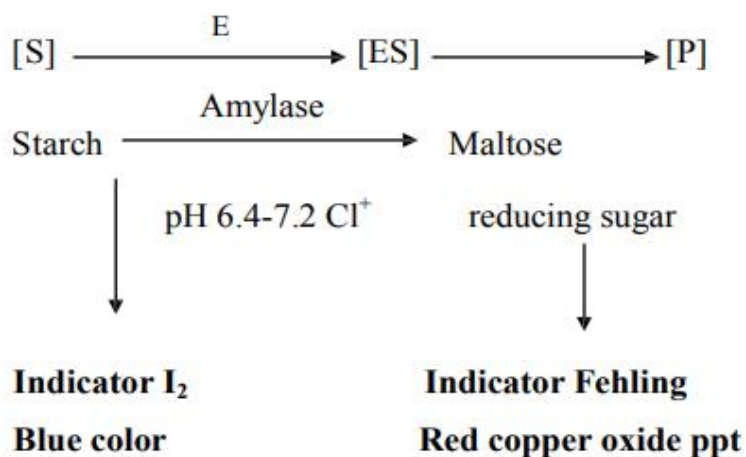 E
[S] [ES] [P]
Amylase
Starch Maltose
pH 6.4-7.2 Cl⁺ reducing sugar
Indicator I₂ Indicator Fehling
Blue color Red copper oxide ppt